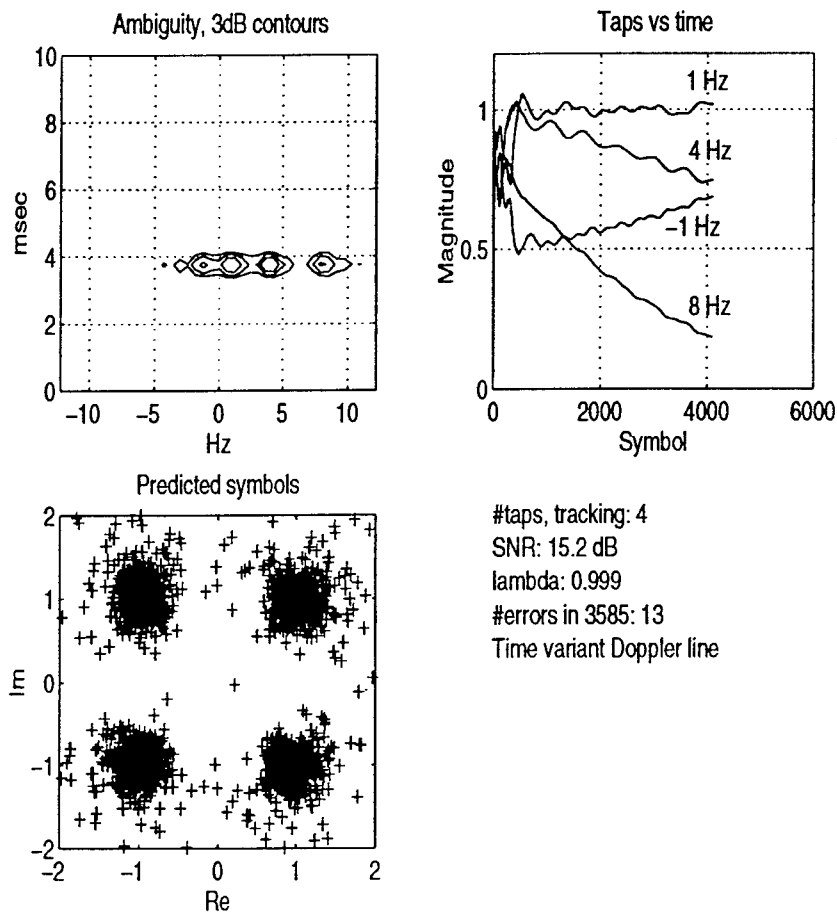 Ambiguity, 3dB contours
10
8
6
4
2
0
msec
−10 −5 0 5 10
Hz
Taps vs time
1
0.5
0
Magnitude
1 Hz
4 Hz
−1 Hz
8 Hz
0 2000 4000 6000
Symbol
Predicted symbols
2
1
0
−1
−2
Im
−2 −1 0 1 2
Re
#taps, tracking: 4
SNR: 15.2 dB
lambda: 0.999
#errors in 3585: 13
Time variant Doppler line